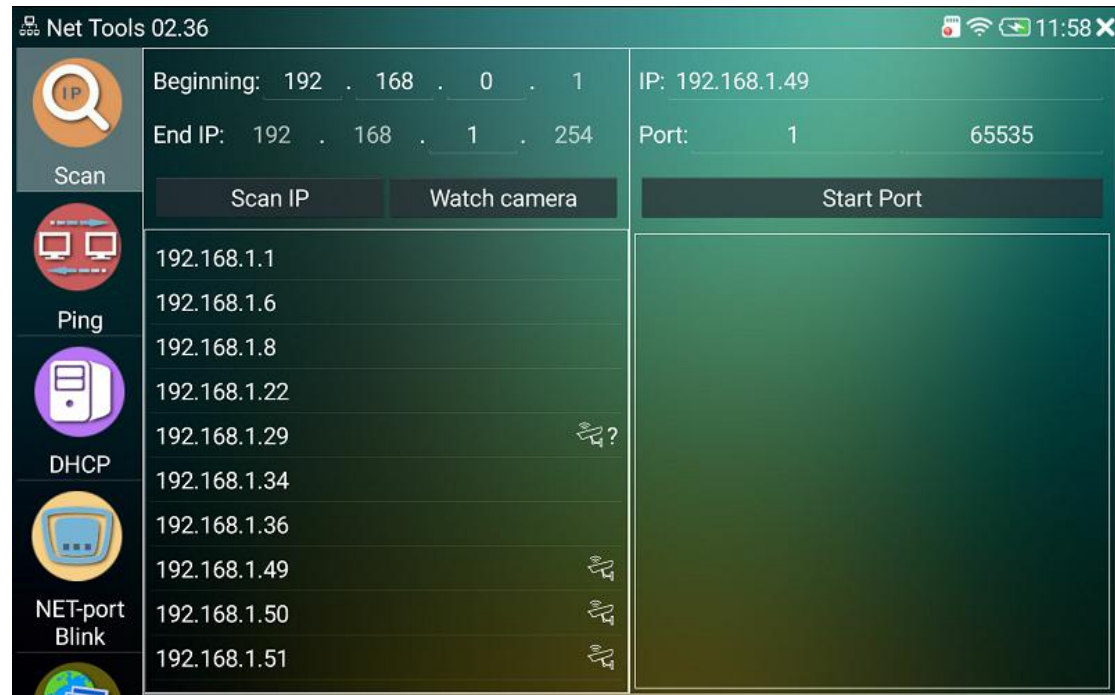 Net Tools 02.36 11:58
Scan
Ping
DHCP
NET-port
Blink
Beginning: 192 . 168 . 0 . 1
End IP: 192 . 168 . 1 . 254
Scan IP Watch camera
192.168.1.1
192.168.1.6
192.168.1.8
192.168.1.22
192.168.1.29 ?
192.168.1.34
192.168.1.36
192.168.1.49
192.168.1.50
192.168.1.51
IP: 192.168.1.49
Port: 1 65535
Start Port